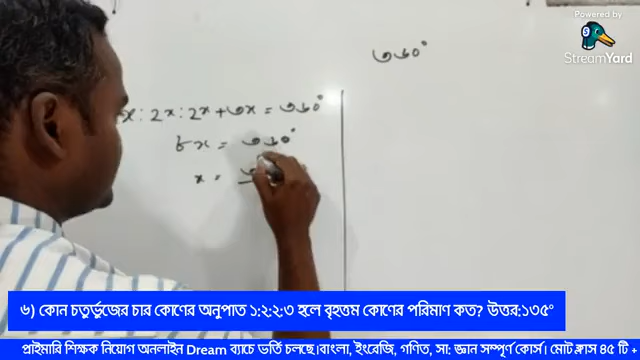 Powered by
StreamYard
৩৬০°
x : 2x : 2x + ৩x = ৩৬০°
৮x = ৩৬০°
x =
৬) কোন চতুর্ভুজের চার কোণের অনুপাত ১:২:২:৩ হলে বৃহত্তম কোণের পরিমাণ কত? উত্তর:১৩৫°
প্রাইমারি শিক্ষক নিয়োগ অনলাইন Dream ব্যাচে ভর্তি চলছে।বাংলা, ইংরেজি, গণিত, সা: জ্ঞান সম্পূর্ণ কোর্স। মোট ক্লাস ৪৫ টি +